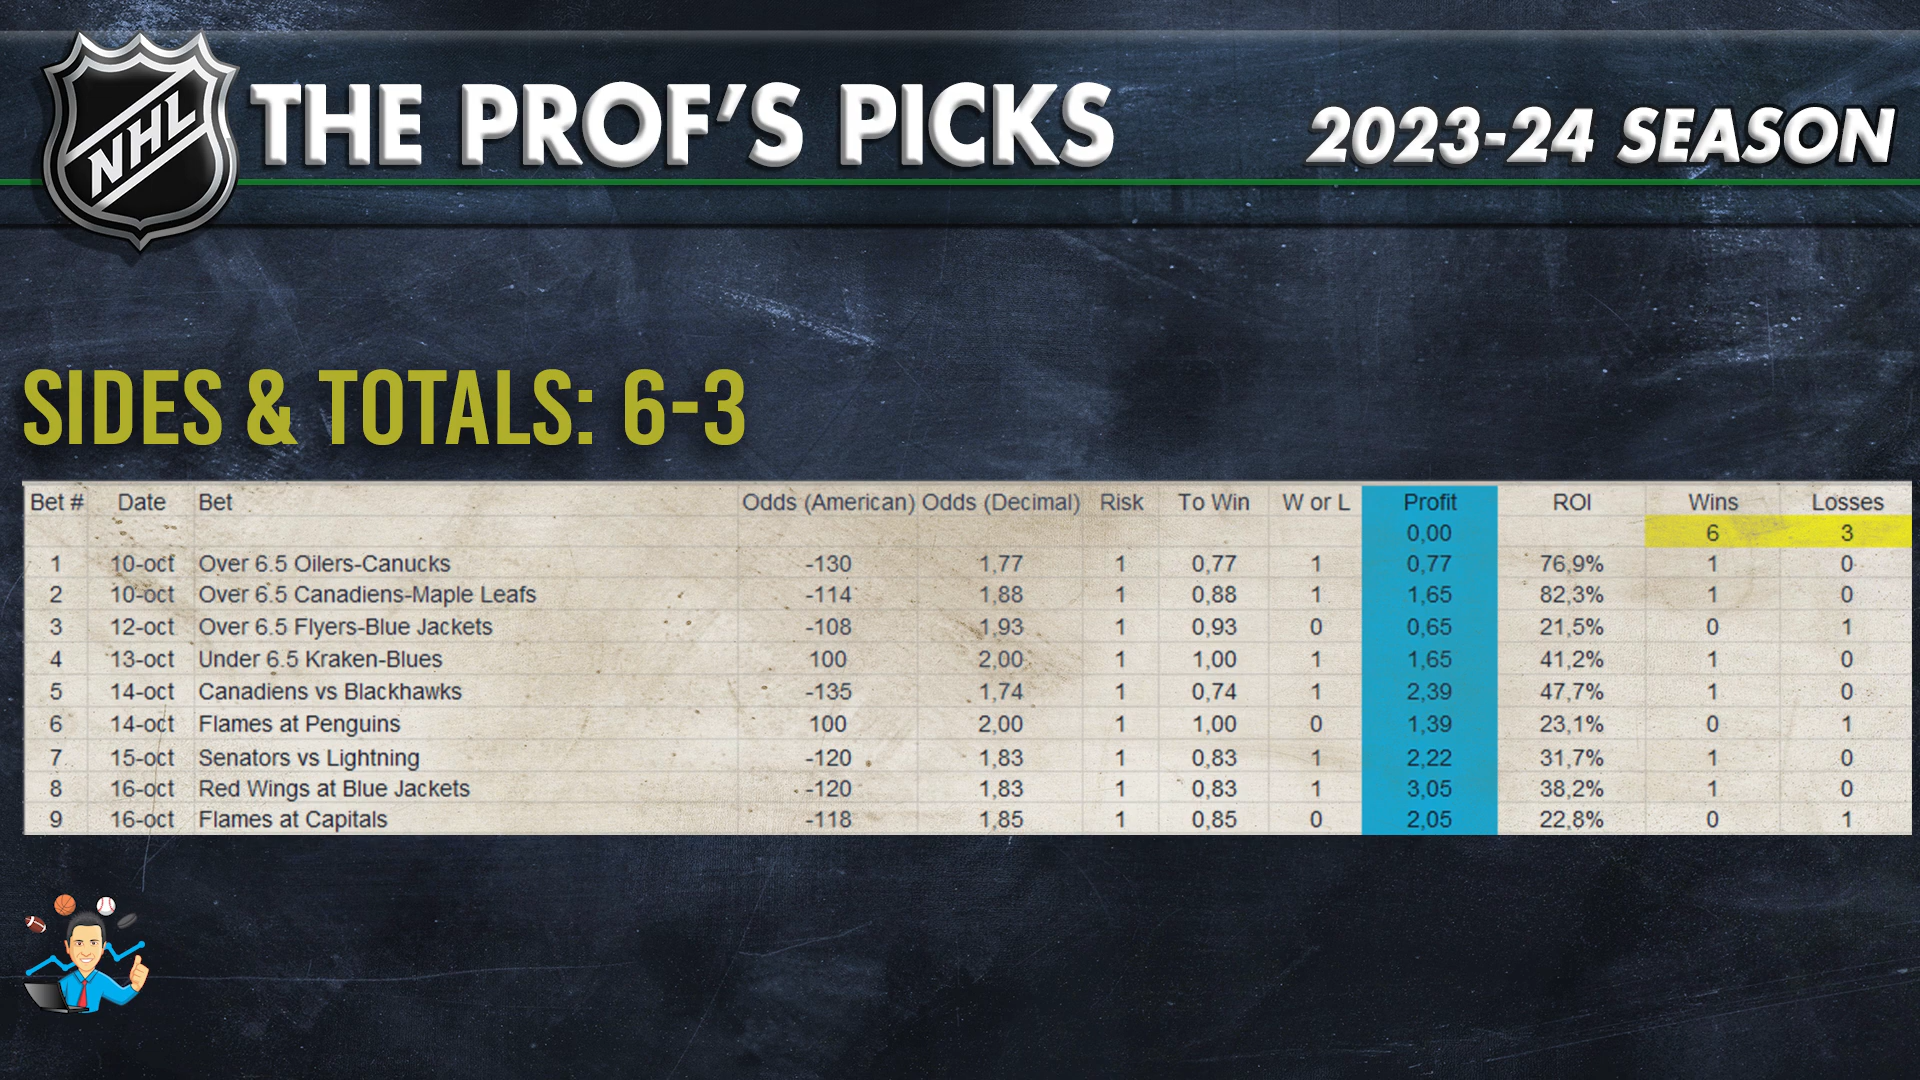 NHL
THE PROF’S PICKS
2023-24 SEASON
SIDES & TOTALS: 6-3
Bet # Date Bet Odds (American) Odds (Decimal) Risk To Win W or L Profit ROI Wins Losses
0,00 6 3
1 10-oct Over 6.5 Oilers-Canucks -130 1,77 1 0,77 1 0,77 76,9% 1 0
2 10-oct Over 6.5 Canadiens-Maple Leafs -114 1,88 1 0,88 1 1,65 82,3% 1 0
3 12-oct Over 6.5 Flyers-Blue Jackets -108 1,93 1 0,93 0 0,65 21,5% 0 1
4 13-oct Under 6.5 Kraken-Blues 100 2,00 1 1,00 1 1,65 41,2% 1 0
5 14-oct Canadiens vs Blackhawks -135 1,74 1 0,74 1 2,39 47,7% 1 0
6 14-oct Flames at Penguins 100 2,00 1 1,00 0 1,39 23,1% 0 1
7 15-oct Senators vs Lightning -120 1,83 1 0,83 1 2,22 31,7% 1 0
8 16-oct Red Wings at Blue Jackets -120 1,83 1 0,83 1 3,05 38,2% 1 0
9 16-oct Flames at Capitals -118 1,85 1 0,85 0 2,05 22,8% 0 1